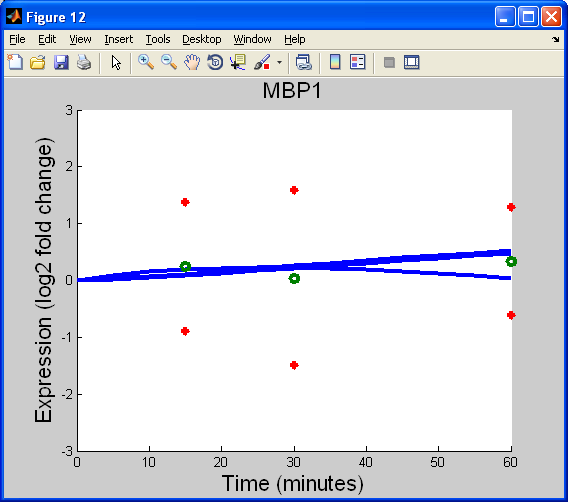 Figure 12
File Edit View Insert Tools Desktop Window Help
MBP1
3
2
1
0
-1
-2
-3
Expression (log2 fold change)
0 10 20 30 40 50 60
Time (minutes)